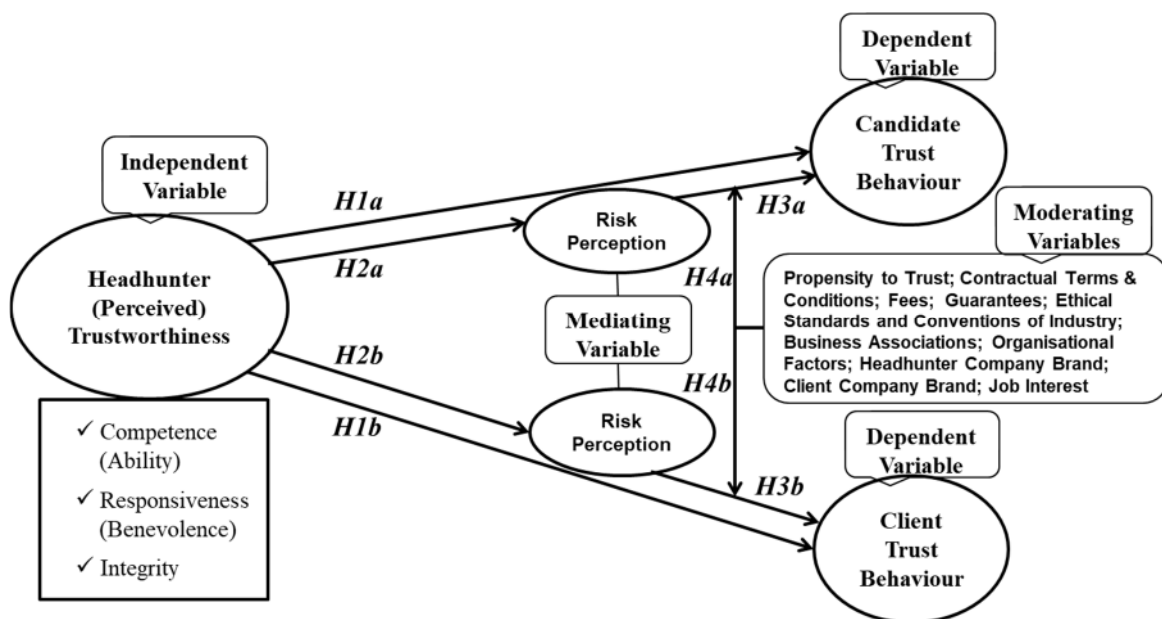 Dependent
Variable
Candidate
Trust
Behaviour
Independent
Variable
H1a
Risk
Perception
H3a
Moderating
Variables
Headhunter
(Perceived)
Trustworthiness
H2a
H4a
Propensity to Trust; Contractual Terms &
Conditions; Fees; Guarantees; Ethical
Standards and Conventions of Industry;
Business Associations; Organisational
Factors; Headhunter Company Brand;
Client Company Brand; Job Interest
Mediating
Variable
H2b
H4b
H1b
Risk
Perception
✓ Competence
(Ability)
✓ Responsiveness
(Benevolence)
✓ Integrity
Dependent
Variable
H3b
Client
Trust
Behaviour